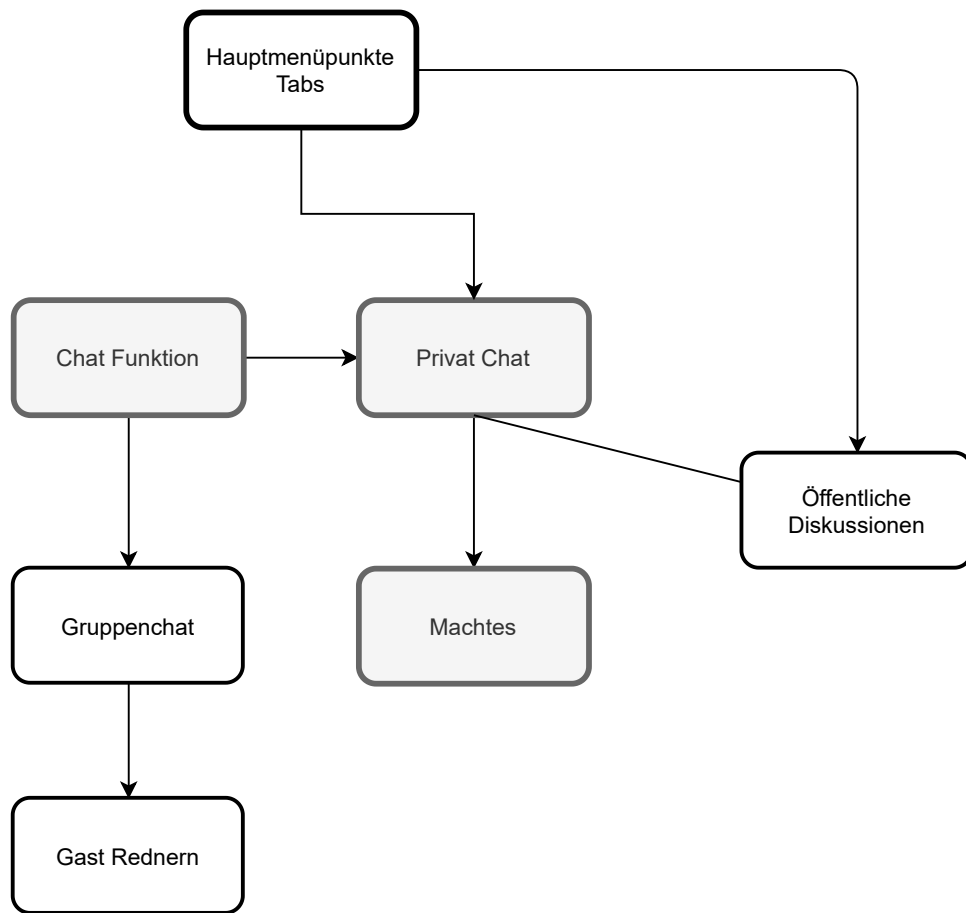 Hauptmenüpunkte
Tabs
Chat Funktion
Privat Chat
Öffentliche
Diskussionen
Gruppenchat
Machtes
Gast Rednern